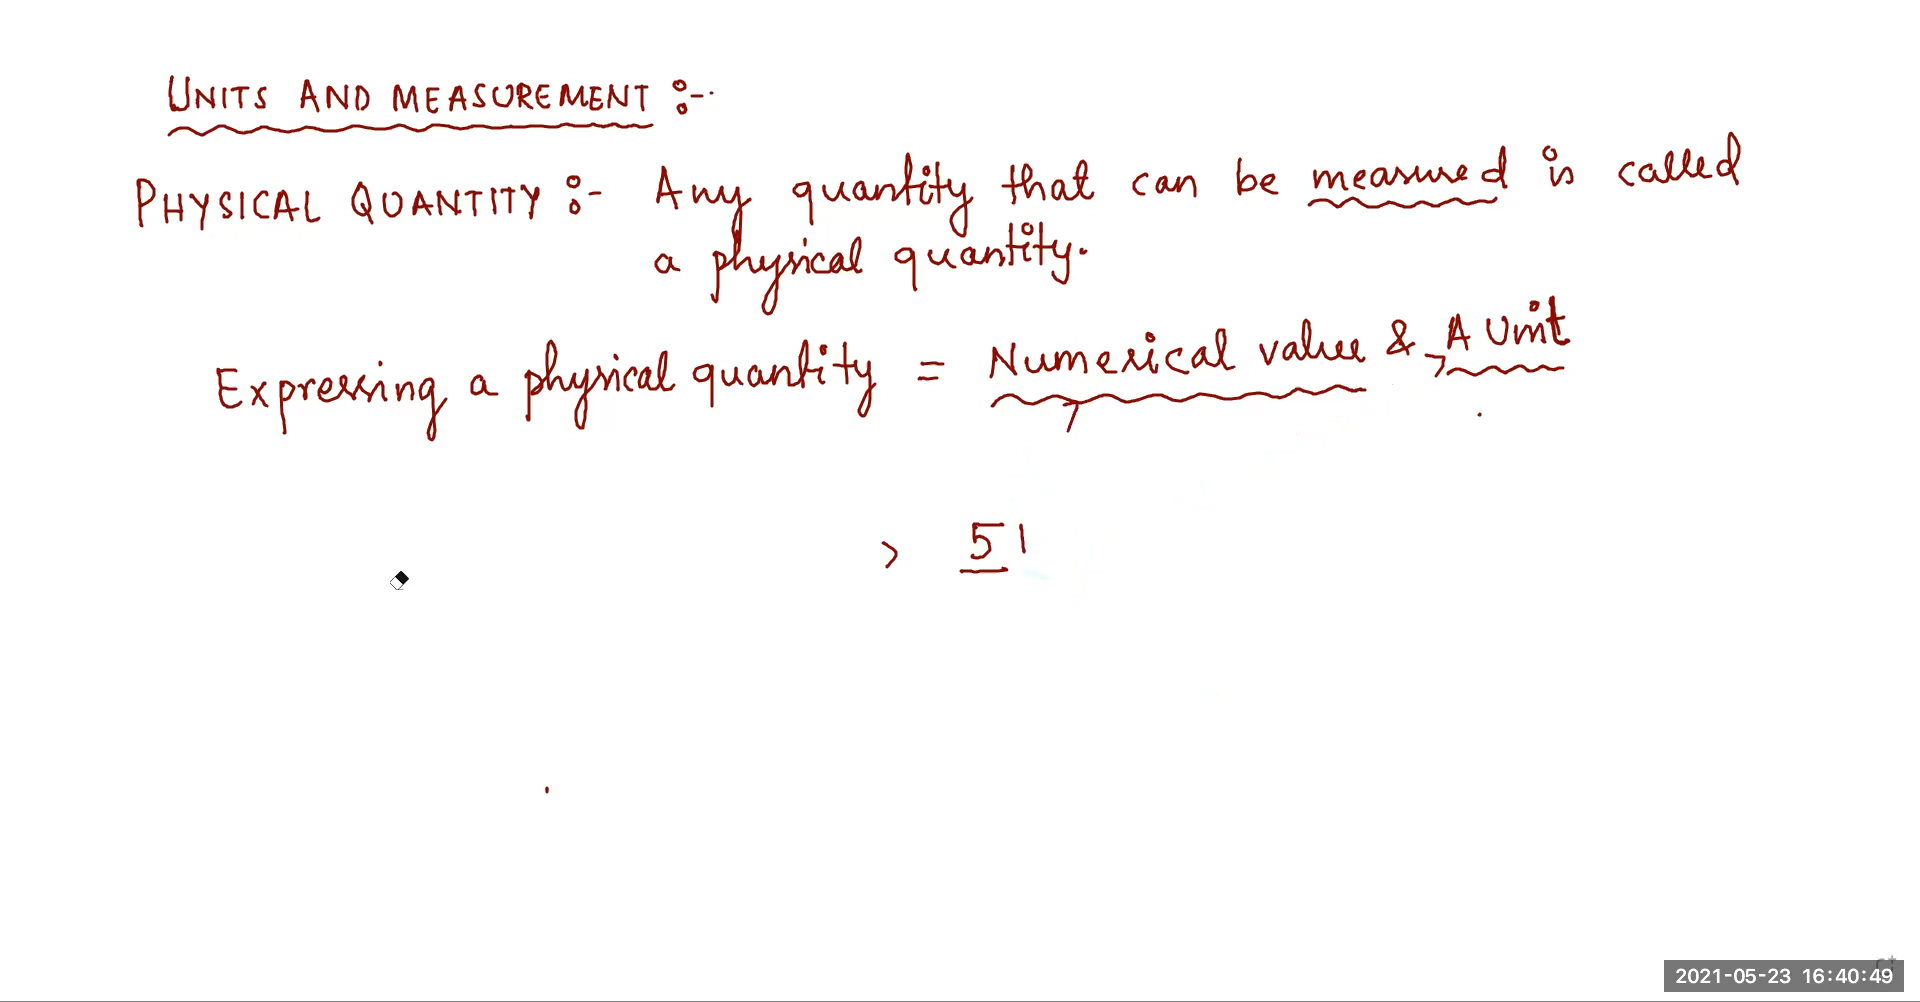 UNITS AND MEASUREMENT :-
PHYSICAL QUANTITY :- Any quantity that can be measured is called
a physical quantity.
Expressing a physical quantity = Numerical value & A Unit
> 5
2021-05-23 16:40:49